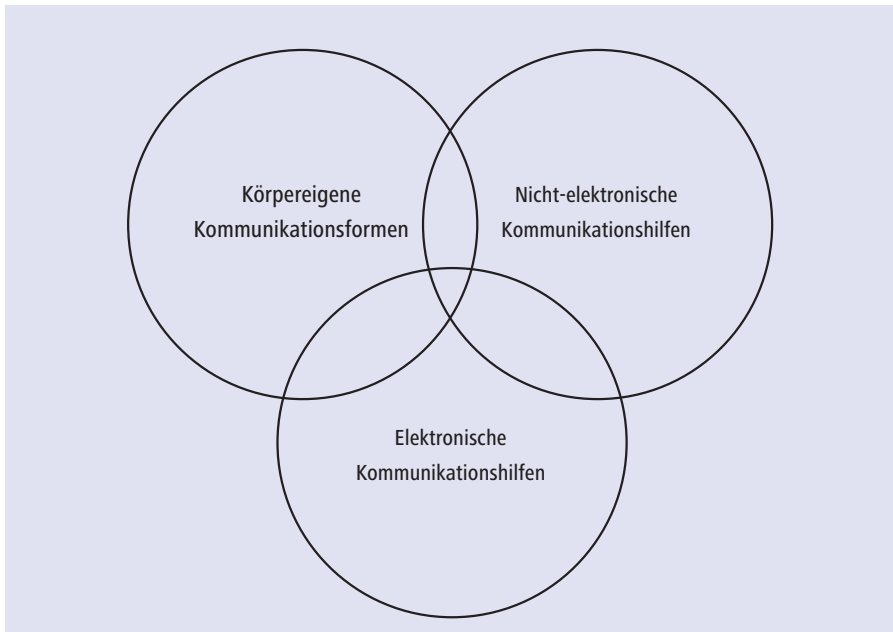 Körpereigene
Kommunikationsformen
Nicht-elektronische
Kommunikationshilfen
Elektronische
Kommunikationshilfen